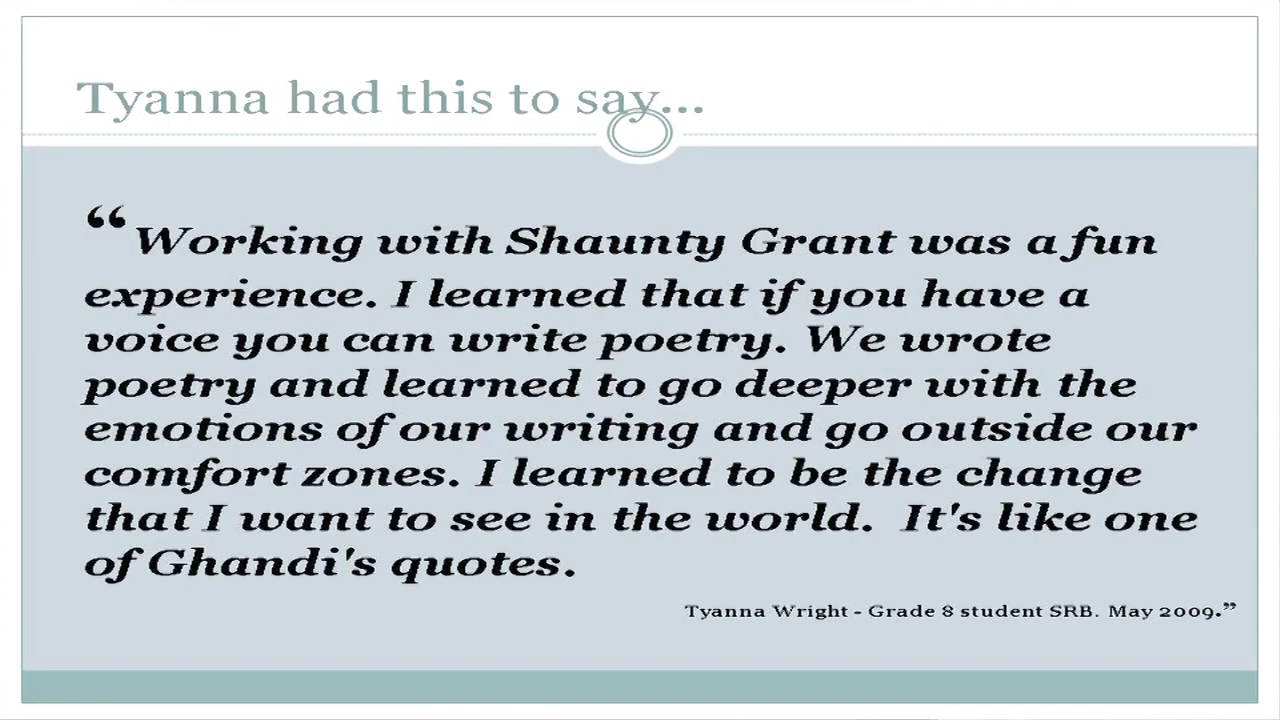 Tyanna had this to say...
“Working with Shaunty Grant was a fun
experience. I learned that if you have a
voice you can write poetry. We wrote
poetry and learned to go deeper with the
emotions of our writing and go outside our
comfort zones. I learned to be the change
that I want to see in the world.  It's like one
of Ghandi's quotes.
Tyanna Wright - Grade 8 student SRB. May 2009.”